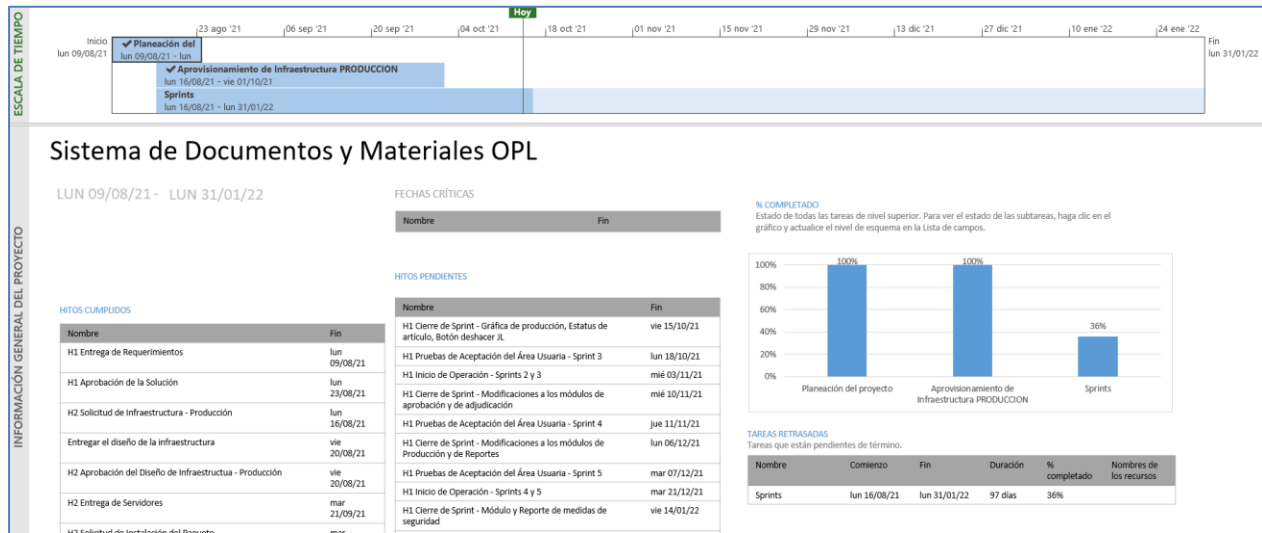 Hoy
23 ago '21
06 sep '21
20 sep '21
04 oct '21
18 oct '21
01 nov '21
15 nov '21
29 nov '21
13 dic '21
27 dic '21
10 ene '22
24 ene '22
ESCALA DE TIEMPO
Inicio
lun 09/08/21
Planeación del
lun 09/08/21 - lun
Aprovisionamiento de Infraestructura PRODUCCION
lun 16/08/21 - vie 01/10/21
Sprints
lun 16/08/21 - lun 31/01/22
Fin
lun 31/01/22
INFORMACIÓN GENERAL DEL PROYECTO
Sistema de Documentos y Materiales OPL
LUN 09/08/21 - LUN 31/01/22
HITOS CUMPLIDOS
Nombre Fin
H1 Entrega de Requerimientos lun
09/08/21
H1 Aprobación de la Solución lun
23/08/21
H2 Solicitud de Infraestructura - Producción lun
16/08/21
Entregar el diseño de la infraestructura vie
20/08/21
H2 Aprobación del Diseño de Infraestructua - Producción vie
20/08/21
H2 Entrega de Servidores mar
21/09/21
H2 Solicitud de Instalación del Paquete mar
FECHAS CRÍTICAS
Nombre Fin
HITOS PENDIENTES
Nombre Fin
H1 Cierre de Sprint - Gráfica de producción, Estatus de vie 15/10/21
artículo, Botón deshacer JL
H1 Pruebas de Aceptación del Área Usuaria - Sprint 3 lun 18/10/21
H1 Inicio de Operación - Sprints 2 y 3 mié 03/11/21
H1 Cierre de Sprint - Modificaciones a los módulos de mié 10/11/21
aprobación y de adjudicación
H1 Pruebas de Aceptación del Área Usuaria - Sprint 4 jue 11/11/21
H1 Cierre de Sprint - Modificaciones a los módulos de lun 06/12/21
Producción y de Reportes
H1 Pruebas de Aceptación del Área Usuaria - Sprint 5 mar 07/12/21
H1 Inicio de Operación - Sprints 4 y 5 mar 21/12/21
H1 Cierre de Sprint - Módulo y Reporte de medidas de vie 14/01/22
seguridad
% COMPLETADO
Estado de todas las tareas de nivel superior. Para ver el estado de las subtareas, haga clic en el
gráfico y actualice el nivel de esquema en la Lista de campos.
100%
80%
60%
40%
20%
0%
100%
100%
36%
Planeación del proyecto
Aprovisionamiento de
Infraestructura PRODUCCION
Sprints
TAREAS RETRASADAS
Tareas que están pendientes de término.
Nombre Comienzo Fin Duración % completado Nombres de los recursos
Sprints lun 16/08/21 lun 31/01/22 97 días 36%